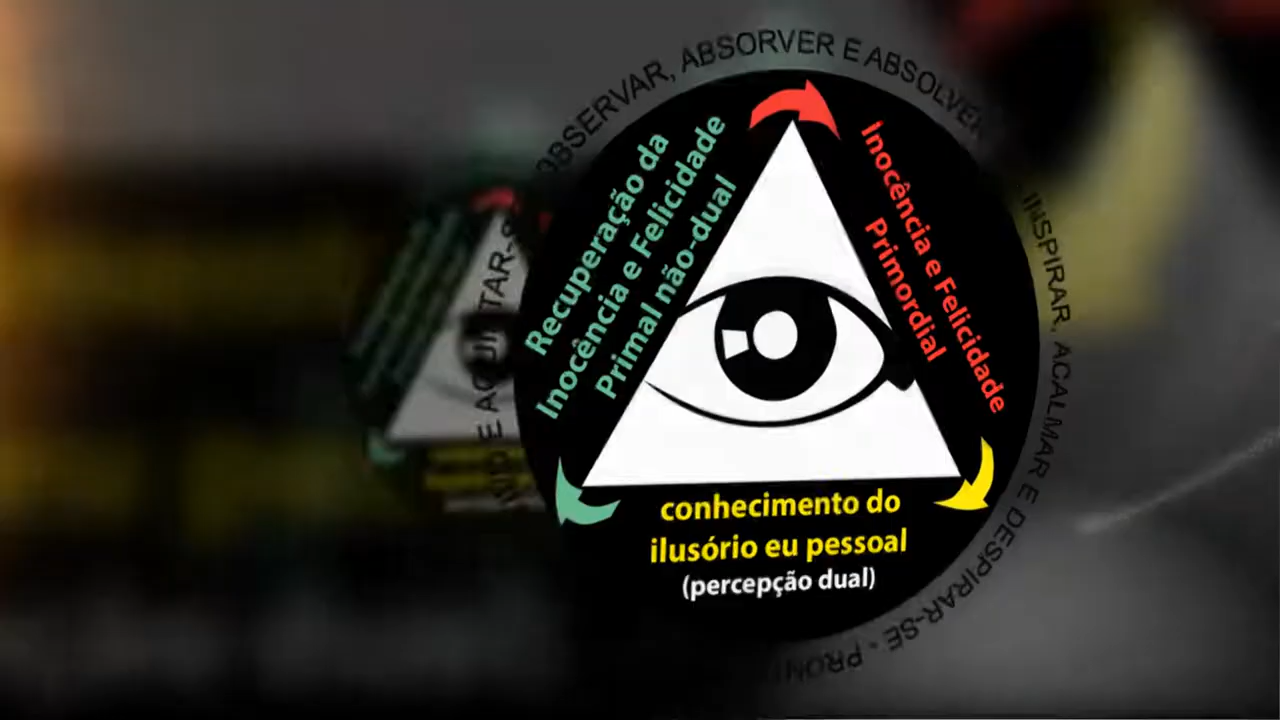 OBSERVAR, ABSORVER E ABSOLVER
INSPIRAR, ACALMAR E DESPIRAR-SE -
Recuperação da
Inocência e Felicidade
Primal não-dual
Inocência e Felicidade
Primordial
conhecimento do
ilusório eu pessoal
(percepção dual)